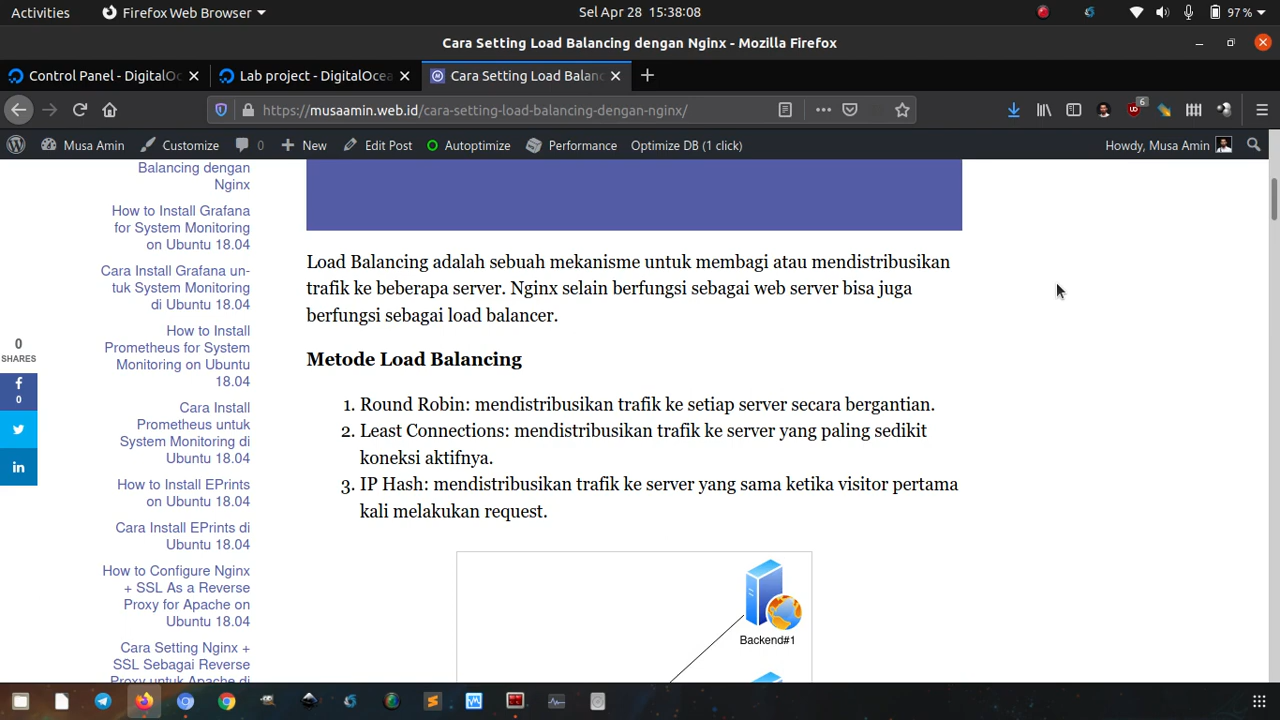 Activities
Firefox Web Browser
Sel Apr 28 15:38:08
97 %
Cara Setting Load Balancing dengan Nginx - Mozilla Firefox
Control Panel - DigitalOc
Lab project - DigitalOcea
Cara Setting Load Balanc
https://musaamin.web.id/cara-setting-load-balancing-dengan-nginx/
6
Musa Amin
Customize
0
New
Edit Post
Autoptimize
Performance
Optimize DB (1 click)
Howdy, Musa Amin
Balancing dengan
Nginx
How to Install Grafana
for System Monitoring
on Ubuntu 18.04
Cara Install Grafana un-
tuk System Monitoring
di Ubuntu 18.04
How to Install
Prometheus for System
Monitoring on Ubuntu
18.04
Cara Install
Prometheus untuk
System Monitoring di
Ubuntu 18.04
How to Install EPrints
on Ubuntu 18.04
Cara Install EPrints di
Ubuntu 18.04
How to Configure Nginx
+ SSL As a Reverse
Proxy for Apache on
Ubuntu 18.04
Cara Setting Nginx +
SSL Sebagai Reverse
Proxy untuk Apache di
0
SHARES
0
Load Balancing adalah sebuah mekanisme untuk membagi atau mendistribusikan
trafik ke beberapa server. Nginx selain berfungsi sebagai web server bisa juga
berfungsi sebagai load balancer.
Metode Load Balancing
1. Round Robin: mendistribusikan trafik ke setiap server secara bergantian.
2. Least Connections: mendistribusikan trafik ke server yang paling sedikit
koneksi aktifnya.
3. IP Hash: mendistribusikan trafik ke server yang sama ketika visitor pertama
kali melakukan request.
Backend#1